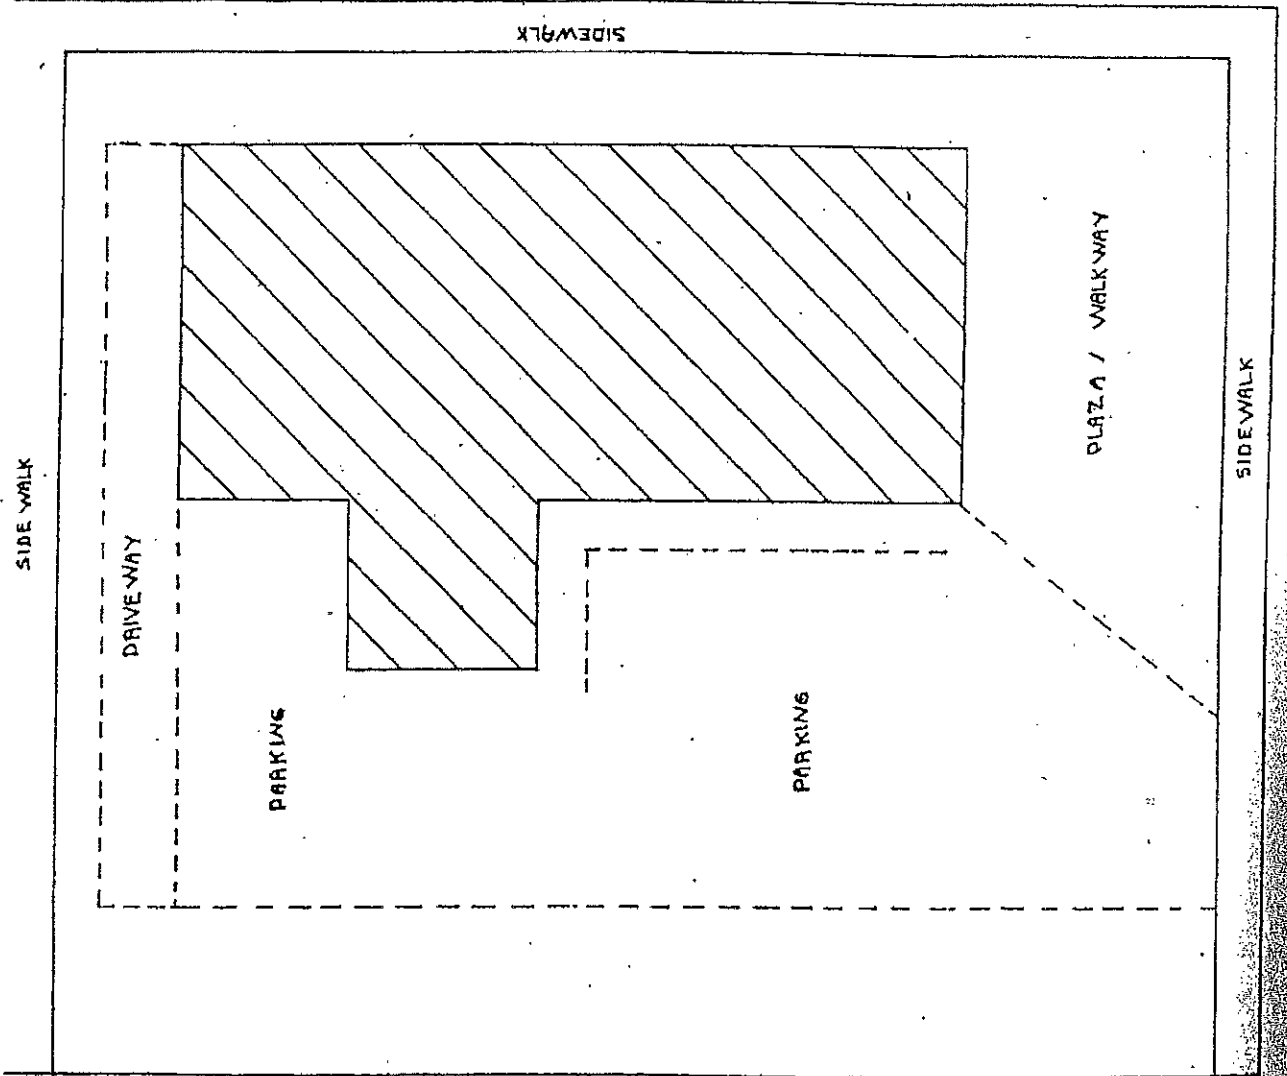 SIDEWALK
SIDE WALK
DRIVEWAY
PARKING
PARKING
PLAZA / WALKWAY
SIDEWALK